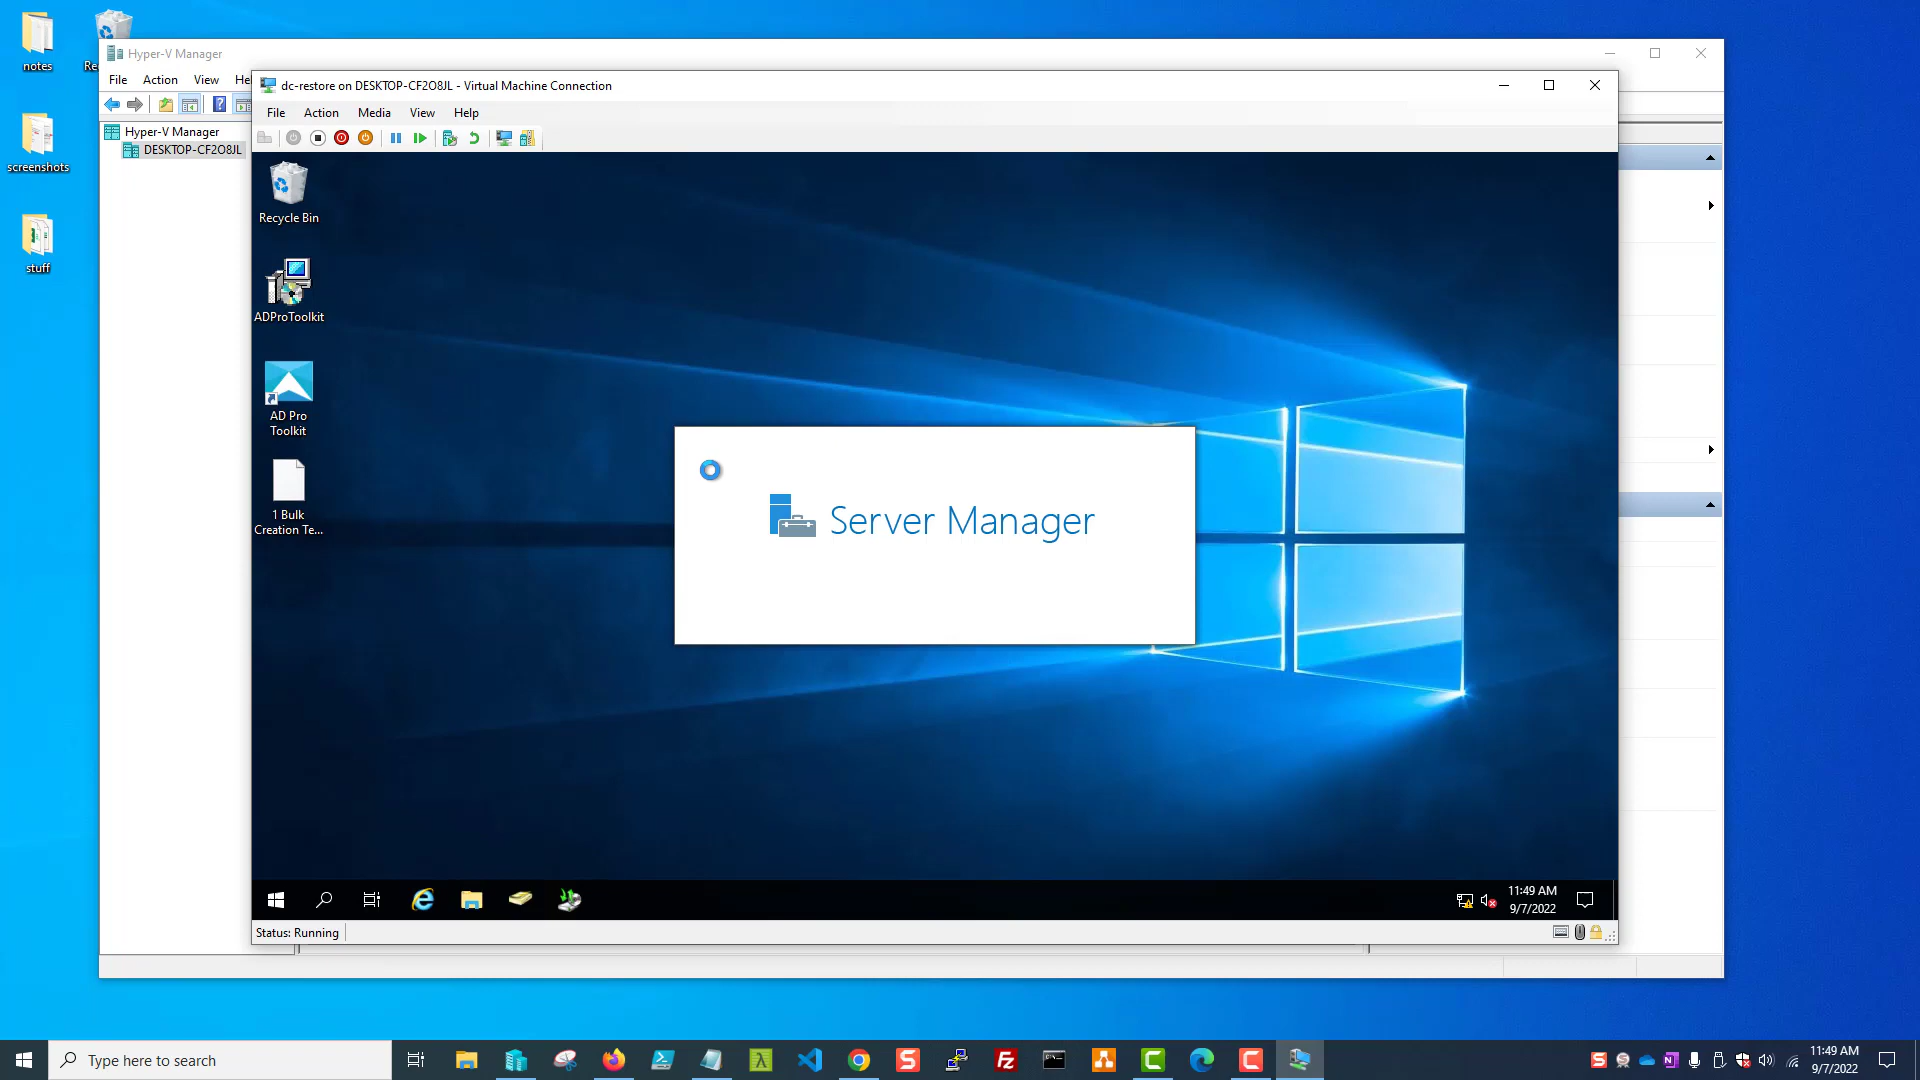 notes
Re
screenshots
stuff
Hyper-V Manager
File Action View He
Hyper-V Manager
DESKTOP-CF2O8JL
dc-restore on DESKTOP-CF2O8JL - Virtual Machine Connection
File Action Media View Help
Recycle Bin
ADProToolkit
AD Pro
Toolkit
1 Bulk
Creation Te...
Server Manager
11:49 AM
9/7/2022
Status: Running
Type here to search
11:49 AM
9/7/2022